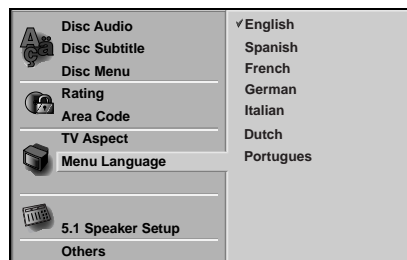 Disc Audio
Disc Subtitle
Disc Menu
Rating
Area Code
TV Aspect
Menu Language
5.1 Speaker Setup
Others
✓English
Spanish
French
German
Italian
Dutch
Portugues